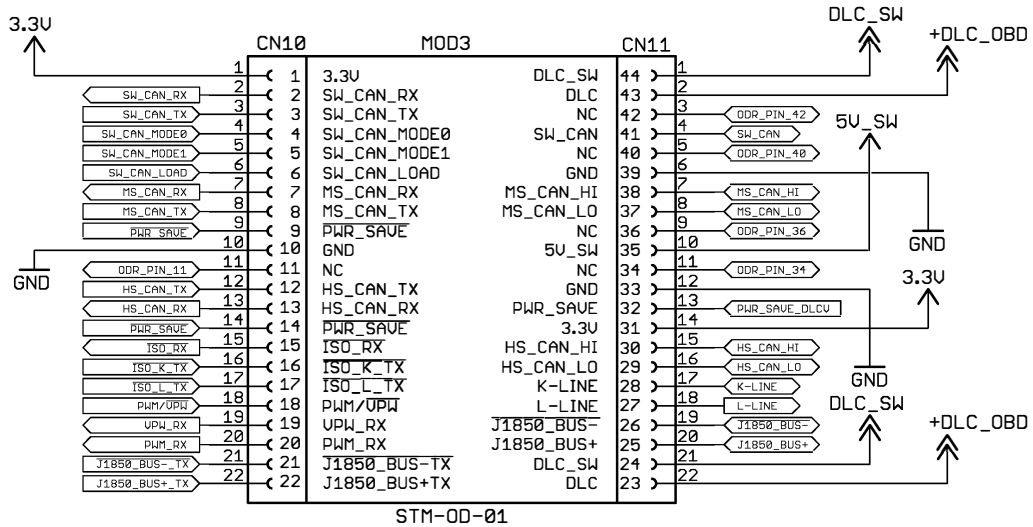 3.3V
DLC_SW
+DLC_OBD
CN10 MOD3 CN11
1 1 3.3V DLC_SW 44 1
SW_CAN_RX 2 2 SW_CAN_RX DLC 43 2
SW_CAN_TX 3 3 SW_CAN_TX NC 42 3 ODR_PIN_42
SW_CAN_MODE0 4 4 SW_CAN_MODE0 SW_CAN 41 4 SW_CAN
5V_SW
SW_CAN_MODE1 5 5 SW_CAN_MODE1 NC 40 5 ODR_PIN_40
SW_CAN_LOAD 6 6 SW_CAN_LOAD GND 39 6
MS_CAN_RX 7 7 MS_CAN_RX MS_CAN_HI 38 7 MS_CAN_HI
MS_CAN_TX 8 8 MS_CAN_TX MS_CAN_LO 37 8 MS_CAN_LO
PWR_SAVE 9 9 PWR_SAVE NC 36 9 ODR_PIN_36
GND
10 10 GND 5V_SW 35 10
GND
ODR_PIN_11 11 11 NC NC 34 11 ODR_PIN_34
3.3V
HS_CAN_TX 12 12 HS_CAN_TX GND 33 12
HS_CAN_RX 13 13 HS_CAN_RX PWR_SAVE 32 13 PWR_SAVE_DLCV
PWR_SAVE 14 14 PWR_SAVE 3.3V 31 14
ISO_RX 15 15 ISO_RX HS_CAN_HI 30 15 HS_CAN_HI
ISO_K_TX 16 16 ISO_K_TX HS_CAN_LO 29 16 HS_CAN_LO
GND
ISO_L_TX 17 17 ISO_L_TX K-LINE 28 17 K-LINE
PWM/VPW 18 18 PWM/VPW L-LINE 27 18 L-LINE
DLC_SW
+DLC_OBD
VPW_RX 19 19 VPW_RX J1850_BUS- 26 19 J1850_BUS-
PWM_RX 20 20 PWM_RX J1850_BUS+ 25 20 J1850_BUS+
J1850_BUS-_TX 21 21 J1850_BUS-TX DLC_SW 24 21
J1850_BUS+_TX 22 22 J1850_BUS+TX DLC 23 22
STM-OD-01